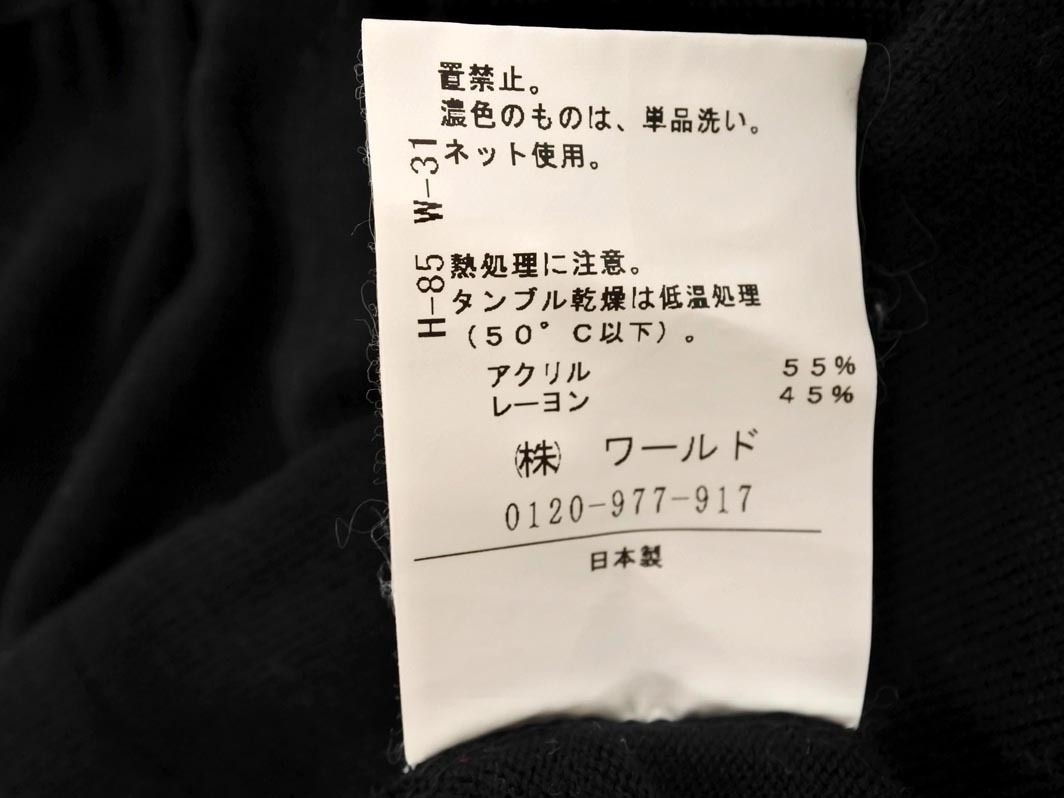 置禁止。
濃色のものは、単品洗い。
ネット使用。
W-31
H-85
熱処理に注意。
タンブル乾燥は低温処理
（５０°Ｃ以下）。
アクリル ５５％
レーヨン ４５％
㈱ ワールド
0120-977-917
日本製